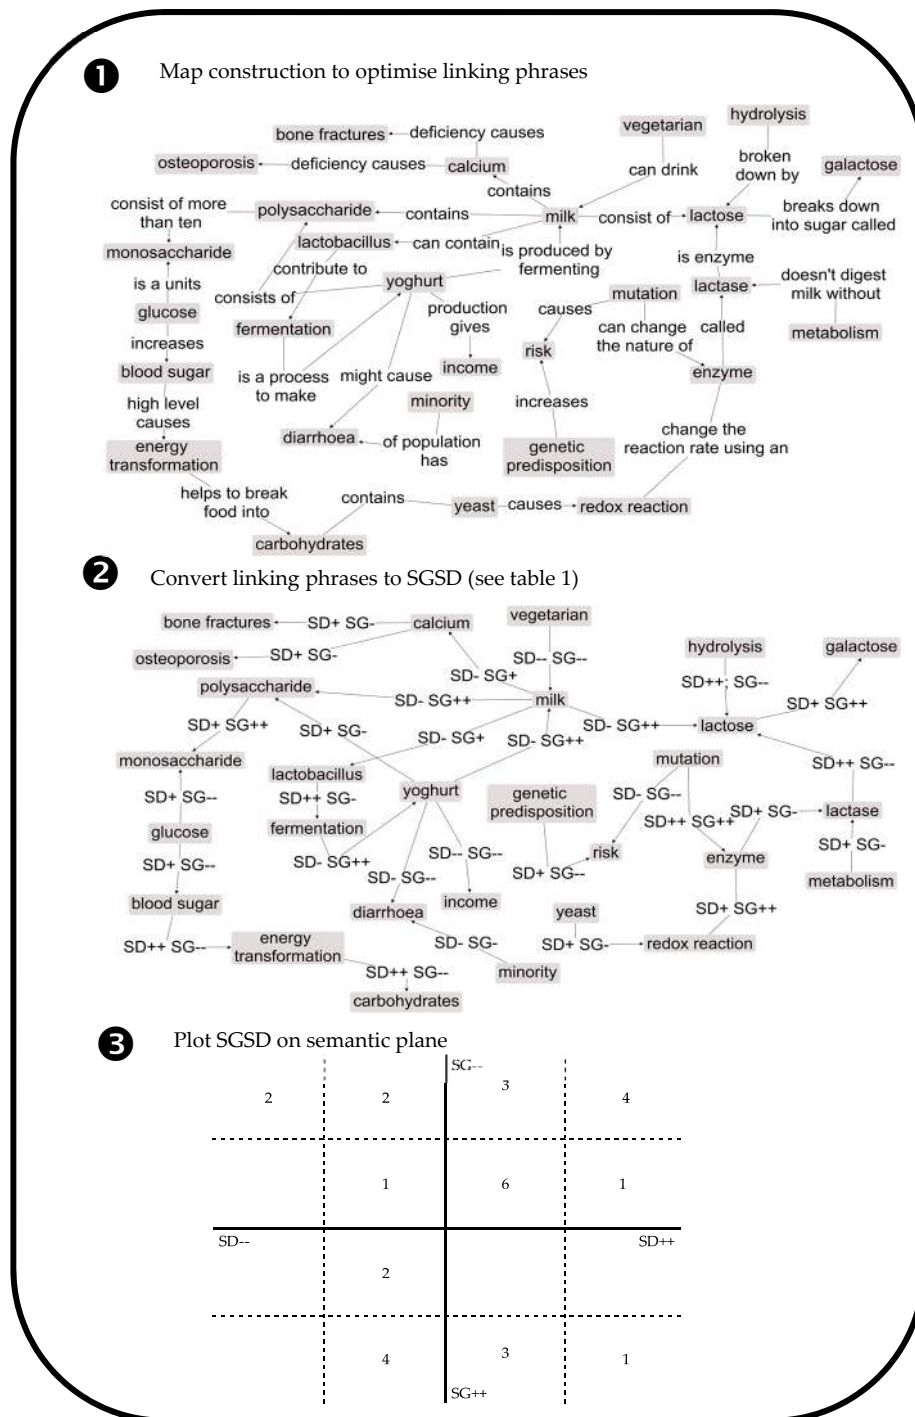 ❶ Map construction to optimise linking phrases
hydrolysis
vegetarian
bone fractures
deficiency causes
osteoporosis
deficiency causes
calcium
can drink
broken
down by
galactose
contains
consist of more
than ten
polysaccharide
contains
milk
consist of
lactose
breaks down
into sugar called
monosaccharide
lactobacillus
can contain
is produced by
fermenting
is enzyme
is a units
contribute to
yoghurt
doesn't digest
milk without
lactase
consists of
mutation
production
gives
causes
glucose
fermentation
can change
the nature of
called
metabolism
increases
risk
blood sugar
is a process
to make
might cause
income
enzyme
high level
causes
minority
increases
energy
transformation
diarrhoea
of population
has
genetic
predisposition
change the
reaction rate using an
helps to break
food into
contains
yeast
causes
redox reaction
carbohydrates
❷ Convert linking phrases to SGSD (see table 1)
bone fractures
SD+ SG-
calcium
vegetarian
osteoporosis
SD+ SG-
SD-- SG--
hydrolysis
galactose
SD- SG+
SD++ SG--
polysaccharide
SD- SG++
milk
SD+ SG++
SD+ SG++
SD+ SG-
SD- SG+
SD- SG++
SD- SG++
lactose
monosaccharide
lactobacillus
mutation
SD++ SG--
SD+ SG--
SD++ SG-
yoghurt
genetic
predisposition
SD- SG--
SD+ SG-
lactase
glucose
fermentation
SD++ SG++
SD+ SG--
SD- SG++
SD-- SG--
risk
enzyme
SD+ SG-
SD- SG--
SD+ SG--
metabolism
blood sugar
diarrhoea
income
yeast
SD+ SG++
SD++ SG--
energy
transformation
SD- SG-
SD+ SG-
redox reaction
SD++ SG--
minority
carbohydrates
❸ Plot SGSD on semantic plane
SG--
2 2 3 4
1 6 1
SD-- SD++
2
4 3 1
SG++